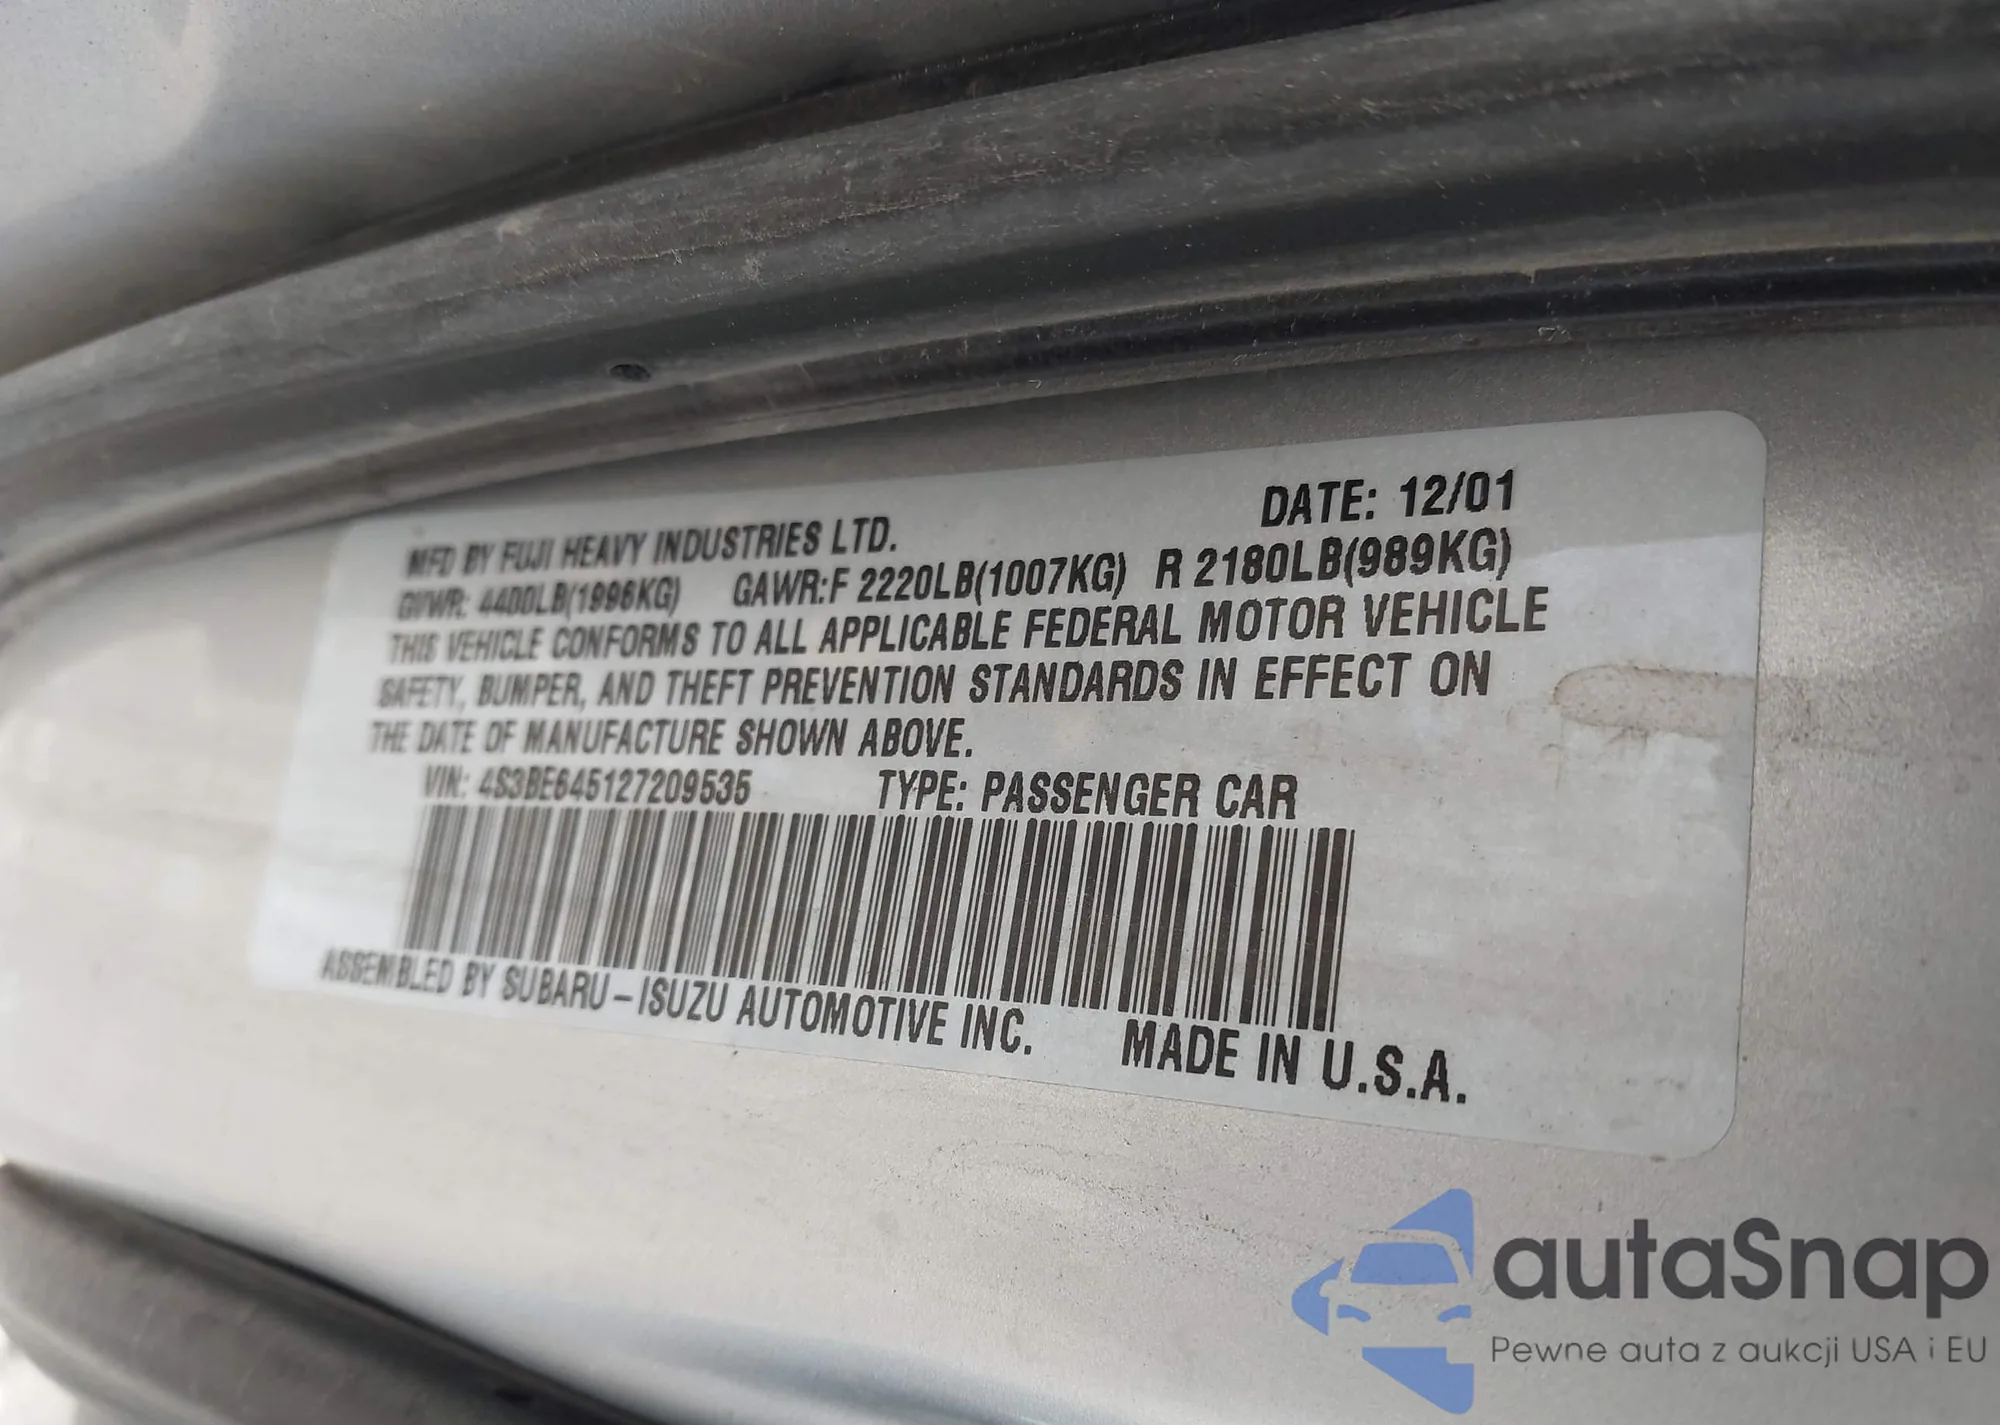 DATE: 12/01
MFD BY FUJI HEAVY INDUSTRIES LTD.
GVWR: 4400LB(1996KG) GAWR:F 2220LB(1007KG) R 2180LB(989KG)
THIS VEHICLE CONFORMS TO ALL APPLICABLE FEDERAL MOTOR VEHICLE
SAFETY, BUMPER, AND THEFT PREVENTION STANDARDS IN EFFECT ON
THE DATE OF MANUFACTURE SHOWN ABOVE.
VIN: 4S3BE645127209535 TYPE: PASSENGER CAR
ASSEMBLED BY SUBARU-ISUZU AUTOMOTIVE INC. MADE IN U.S.A.
autaSnap
Pewne auta z aukcji USA i EU